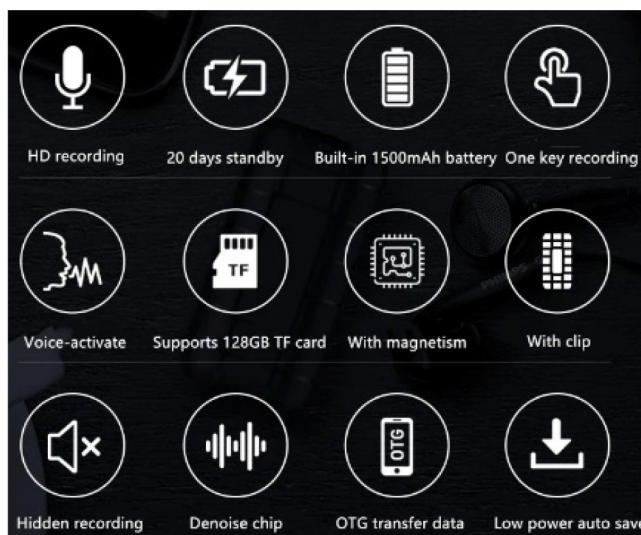 HD recording
20 days standby
Built-in 1500mAh battery
One key recording
Voice-activate
TF
Supports 128GB TF card
With magnetism
With clip
Hidden recording
Denoise chip
OTG
OTG transfer data
Low power auto save